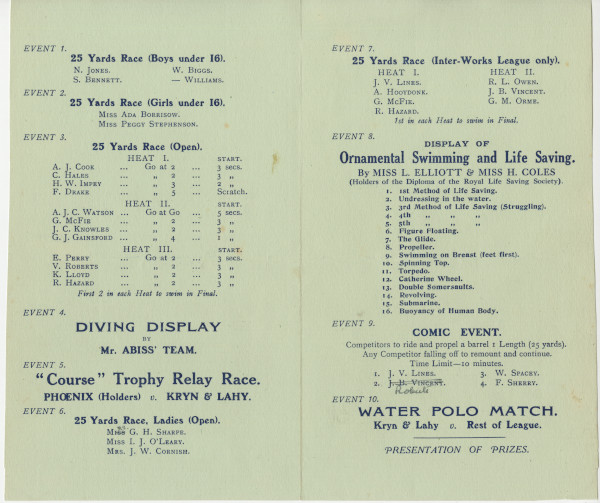 EVENT 1.
25 Yards Race (Boys under 16).
N. Jones. W. Biggs.
S. Bennett. — Williams.
EVENT 2.
25 Yards Race (Girls under 16).
Miss Ada Borrisow.
Miss Peggy Stephenson.
EVENT 3.
25 Yards Race (Open).
HEAT I. START.
A. J. Cook ... Go at 2 ... 3 secs.
C. Hales ... „ 2 ... 3 „
H. W. Impey ... „ 3 ... 2 „
F. Drake ... „ 5 ... Scratch.
HEAT II. START.
A. J. C. Watson ... Go at Go ... 5 secs.
G. McFie ... „ 2 ... 3 „
J. C. Knowles ... „ 2 ... 3 „
G. J. Gainsford ... „ 4 ... 1 „
HEAT III. START.
E. Perry ... Go at 2 ... 3 secs.
V. Roberts ... „ 2 ... 3 „
K. Lloyd ... „ 2 ... 3 „
R. Hazard ... „ 2 ... 3 „
First 2 in each Heat to swim in Final.
EVENT 4.
DIVING DISPLAY
BY
Mr. ABISS' TEAM.
EVENT 5.
"Course" Trophy Relay Race.
PHOENIX (Holders) v. KRYN & LAHY.
EVENT 6.
25 Yards Race, Ladies (Open).
G. H. Sharpe.
Miss I. J. O'Leary.
Mrs. J. W. Cornish.
EVENT 7.
25 Yards Race (Inter-Works League only).
HEAT I. HEAT II.
J. V. Lines. R. L. Owen.
A. Hoovdonk. J. B. Vincent.
G. McFie. G. M. Orme.
R. Hazard.
1st in each Heat to swim in Final.
EVENT 8.
DISPLAY OF
Ornamental Swimming and Life Saving.
By MISS L. ELLIOTT & MISS H. COLES
(Holders of the Diploma of the Royal Life Saving Society).
1. 1st Method of Life Saving.
2. Undressing in the water.
3. 3rd Method of Life Saving (Struggling).
4. 4th „ „ „
5. 5th „ „ „
6. Figure Floating.
7. The Glide.
8. Propeller.
9. Swimming on Breast (feet first).
10. Spinning Top.
11. Torpedo.
12. Catherine Wheel.
13. Double Somersaults.
14. Revolving.
15. Submarine.
16. Buoyancy of Human Body.
EVENT 9.
COMIC EVENT.
Competitors to ride and propel a barrel 1 Length (25 yards).
Any Competitor falling off to remount and continue.
Time Limit—10 minutes.
1. J. V. Lines. 3. W. Spacey.
2. J. B. Vincent. 4. F. Sherry.
Roberts
EVENT 10.
WATER POLO MATCH.
Kryn & Lahy v. Rest of League.
PRESENTATION OF PRIZES.